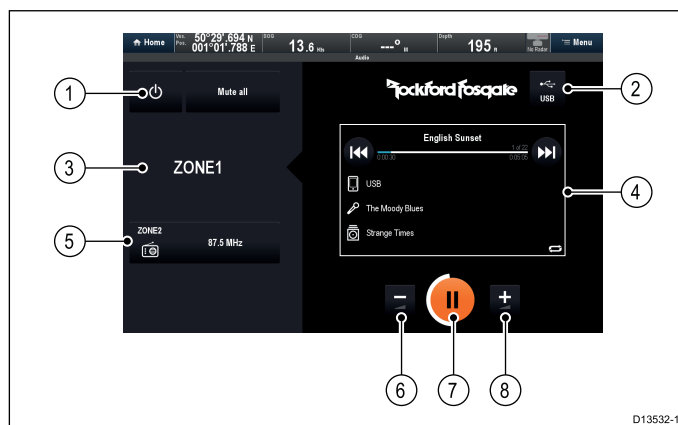 Home
Ves. Pos. 50°29'.694 N
001°01'.788 E
SOG 13.6 Kts
COG ---° M
Depth 195 ft
No Radar
Menu
Audio
1
Mute all
Rockford Fosgate
USB
2
3
ZONE1
English Sunset
1 of 22
0:00:30
0:05:05
USB
The Moody Blues
Strange Times
4
5
ZONE2
87.5 MHz
6
7
8
D13532-1